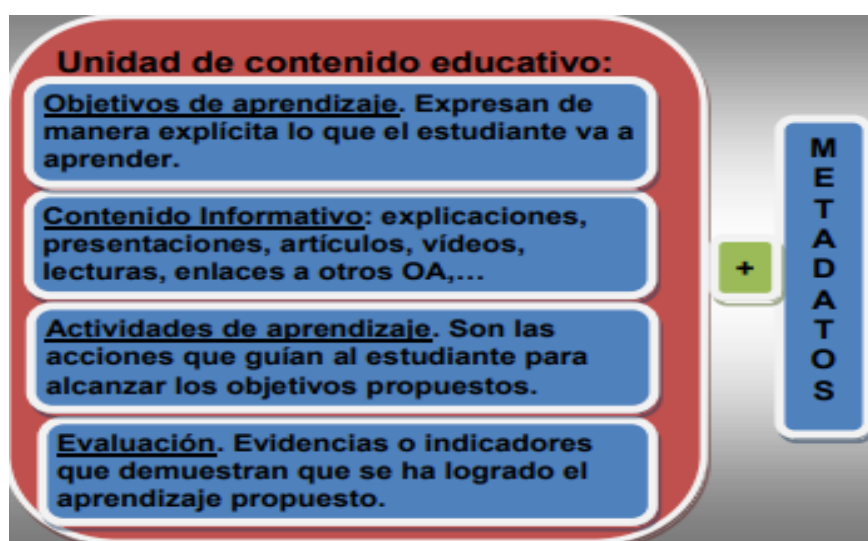 Unidad de contenido educativo:
Objetivos de aprendizaje. Expresan de
manera explícita lo que el estudiante va a
aprender.
Contenido Informativo: explicaciones,
presentaciones, artículos, vídeos,
lecturas, enlaces a otros OA,...
Actividades de aprendizaje. Son las
acciones que guían al estudiante para
alcanzar los objetivos propuestos.
Evaluación. Evidencias o indicadores
que demuestran que se ha logrado el
aprendizaje propuesto.
+
M
E
T
A
D
A
T
O
S